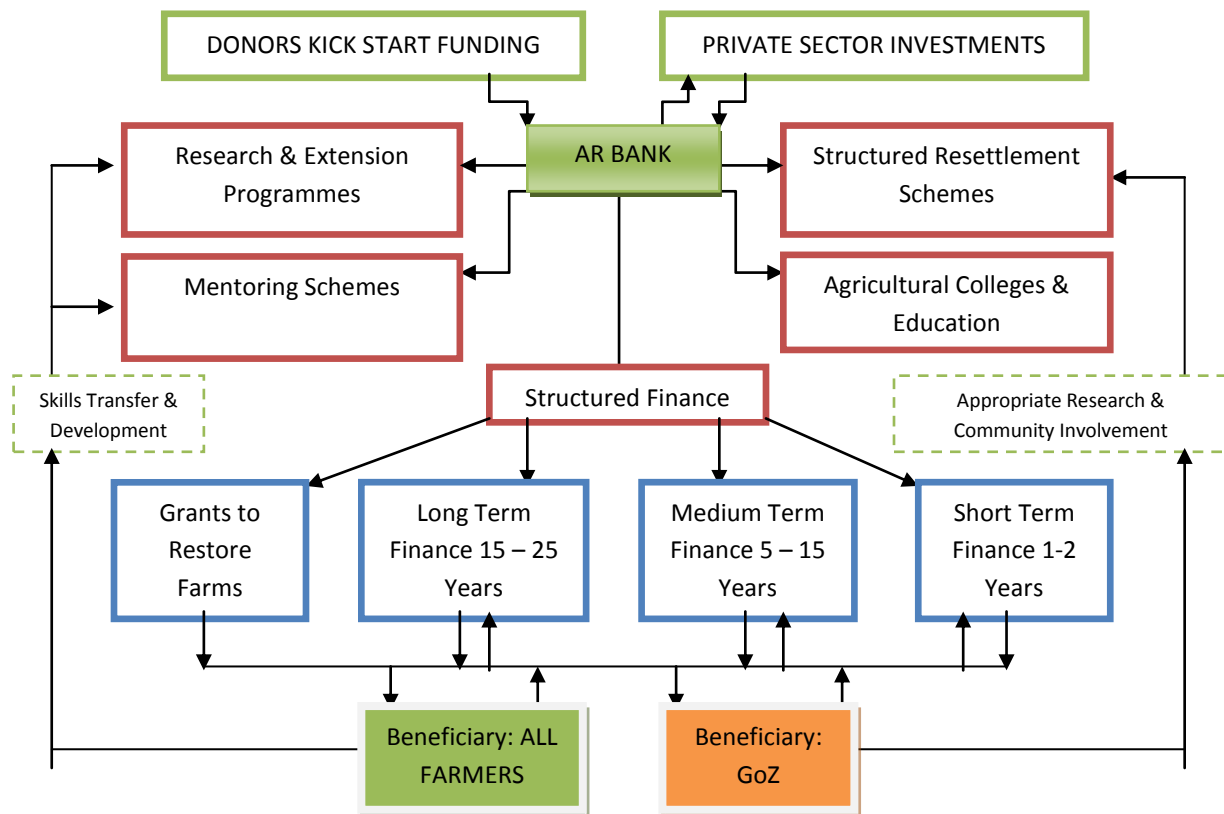 DONORS KICK START FUNDING
PRIVATE SECTOR INVESTMENTS
AR BANK
Research & Extension
Programmes
Structured Resettlement
Schemes
Mentoring Schemes
Agricultural Colleges &
Education
Structured Finance
Skills Transfer &
Development
Appropriate Research &
Community Involvement
Grants to
Restore
Farms
Long Term
Finance 15 – 25
Years
Medium Term
Finance 5 – 15
Years
Short Term
Finance 1-2
Years
Beneficiary: ALL
FARMERS
Beneficiary:
GoZ